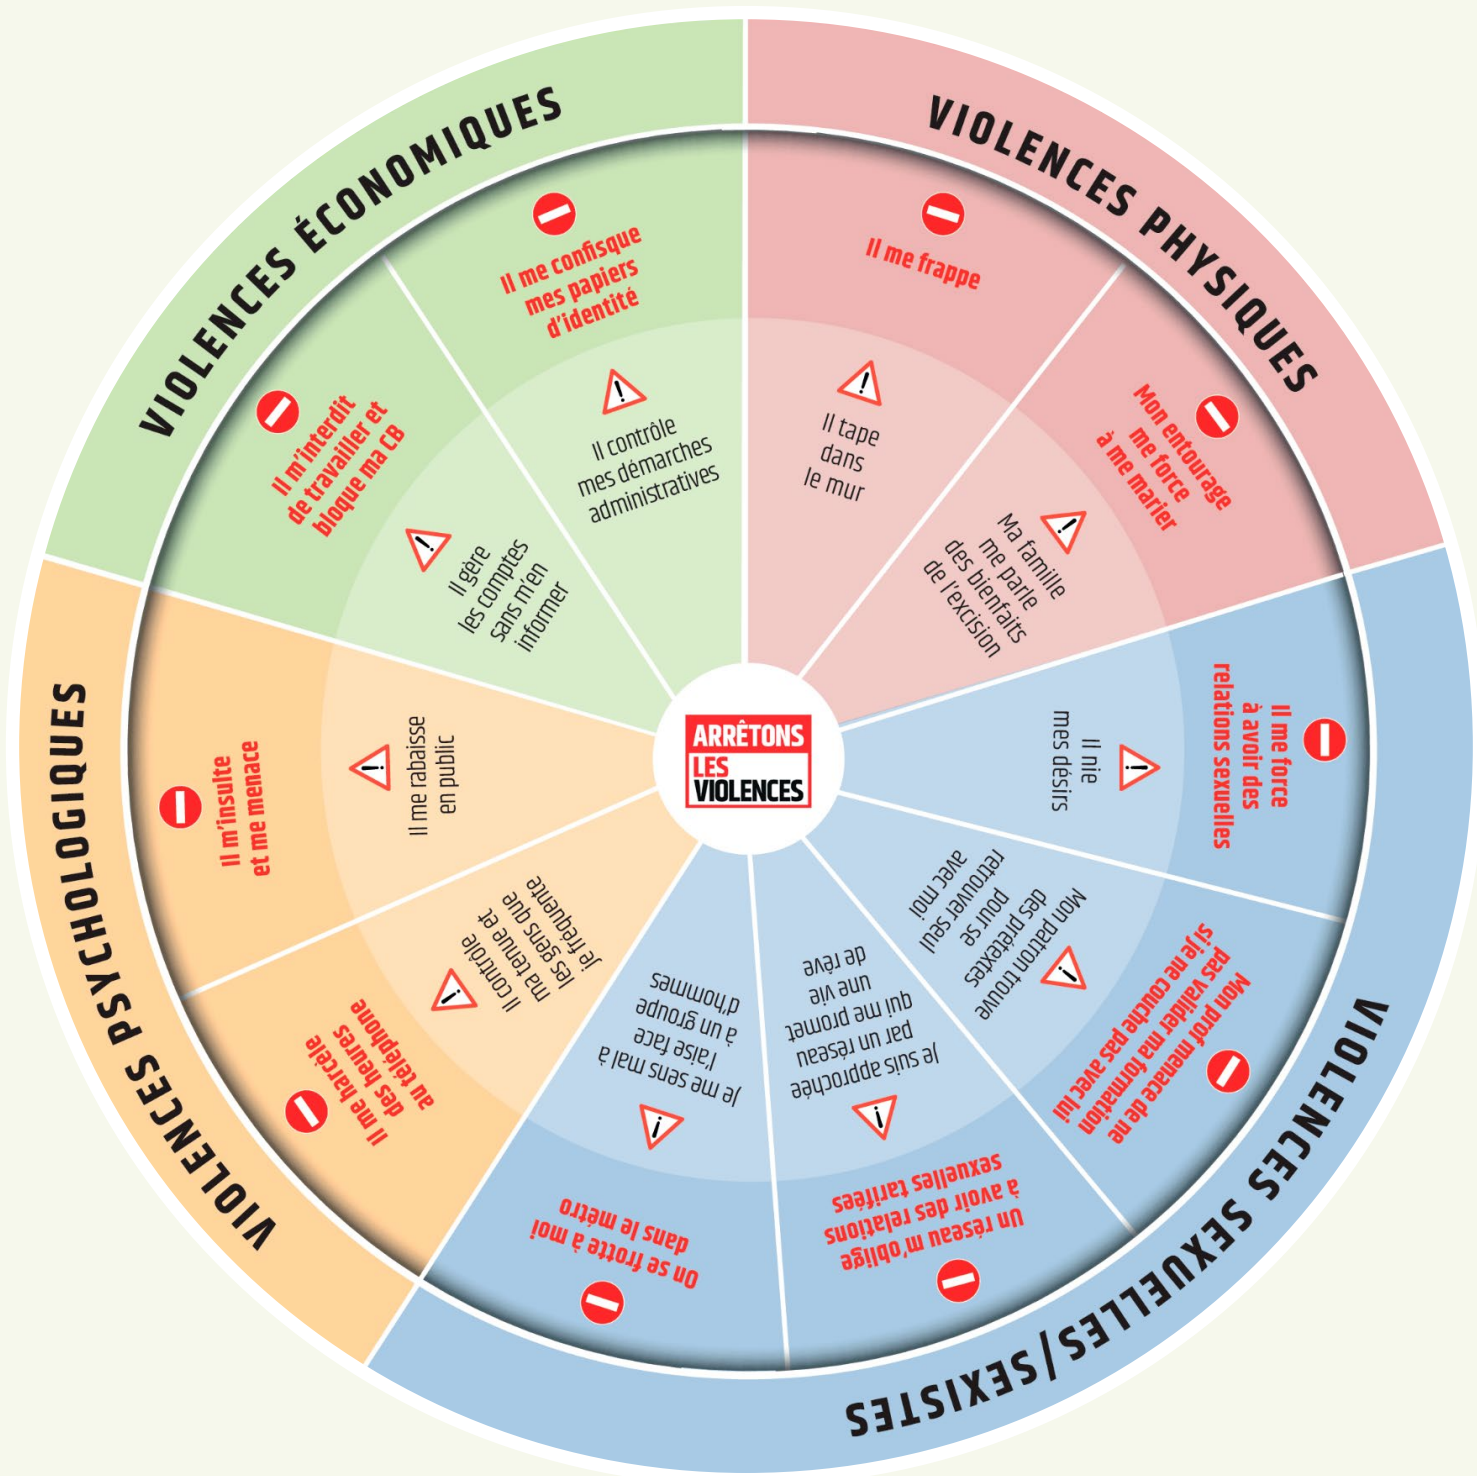 VIOLENCES ÉCONOMIQUES
Il me confisque
mes papiers
d'identité
Il contrôle
mes démarches
administratives
Il m'interdit
de travailler et
bloque ma CB
Il gère
les comptes
sans m'en
informer
VIOLENCES PHYSIQUES
Il me frappe
Il tape
dans
le mur
Mon entourage
me force
à me marier
Ma famille
me parle
des bienfaits
de l'excision
VIOLENCES SEXUELLES/SEXISTES
Il me force
à avoir des
relations sexuelles
Il nie
mes désirs
Mon prof menace de ne
pas valider ma formation
si je ne couche pas avec lui
Mon patron trouve
des prétextes
pour se
retrouver seul
avec moi
Un réseau m'oblige
à avoir des relations
sexuelles tarifées
Je suis approchée
par un réseau
qui me promet
une vie
de rêve
On se frotte à moi
dans le métro
Je me sens mal à
l'aise face
à un groupe
d'hommes
VIOLENCES PSYCHOLOGIQUES
Il me harcèle
des heures
au téléphone
Il contrôle
ma tenue et
les gens que
je fréquente
Il m'insulte
et me menace
Il me rabaisse
en public
ARRÊTONS
LES
VIOLENCES